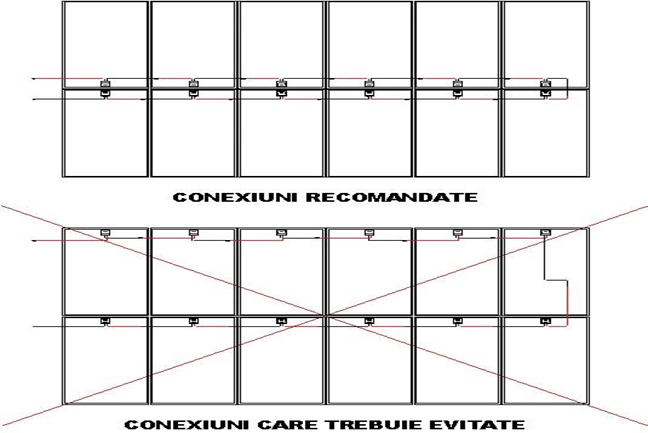 CONEXIUNI RECOMANDATE
CONEXIUNI CARE TREBUIE EVITATE